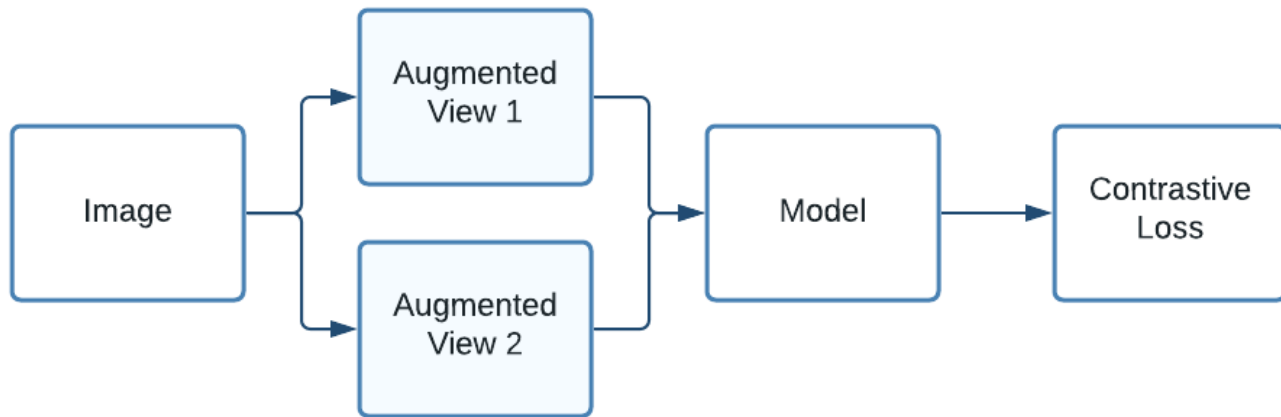 Image
Augmented
View 1
Augmented
View 2
Model
Contrastive
Loss